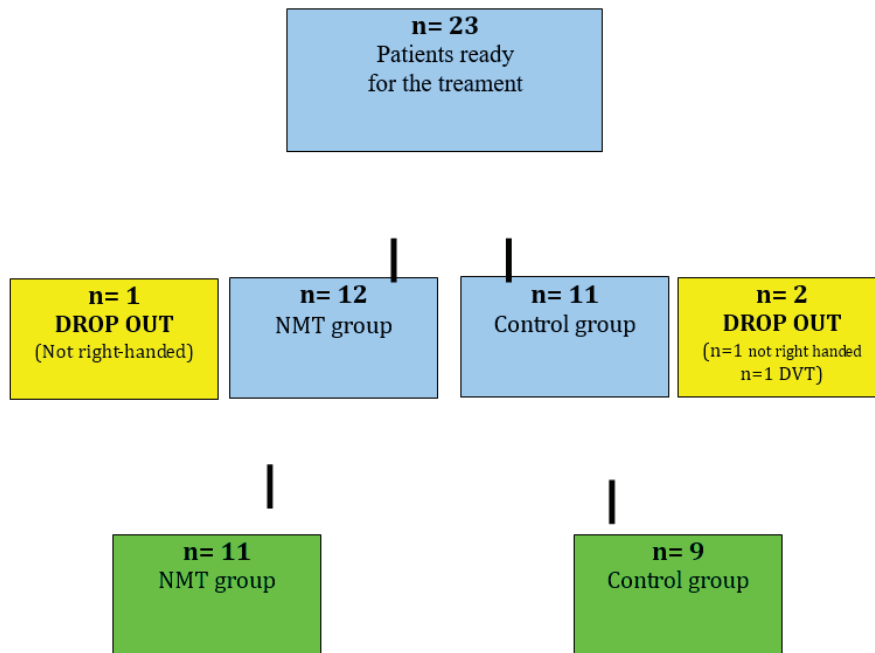 n= 23
Patients ready
for the treament
n= 1
DROP OUT
(Not right-handed)
n= 12
NMT group
n= 11
Control group
n= 2
DROP OUT
(n=1 not right handed
n=1 DVT)
n= 11
NMT group
n= 9
Control group